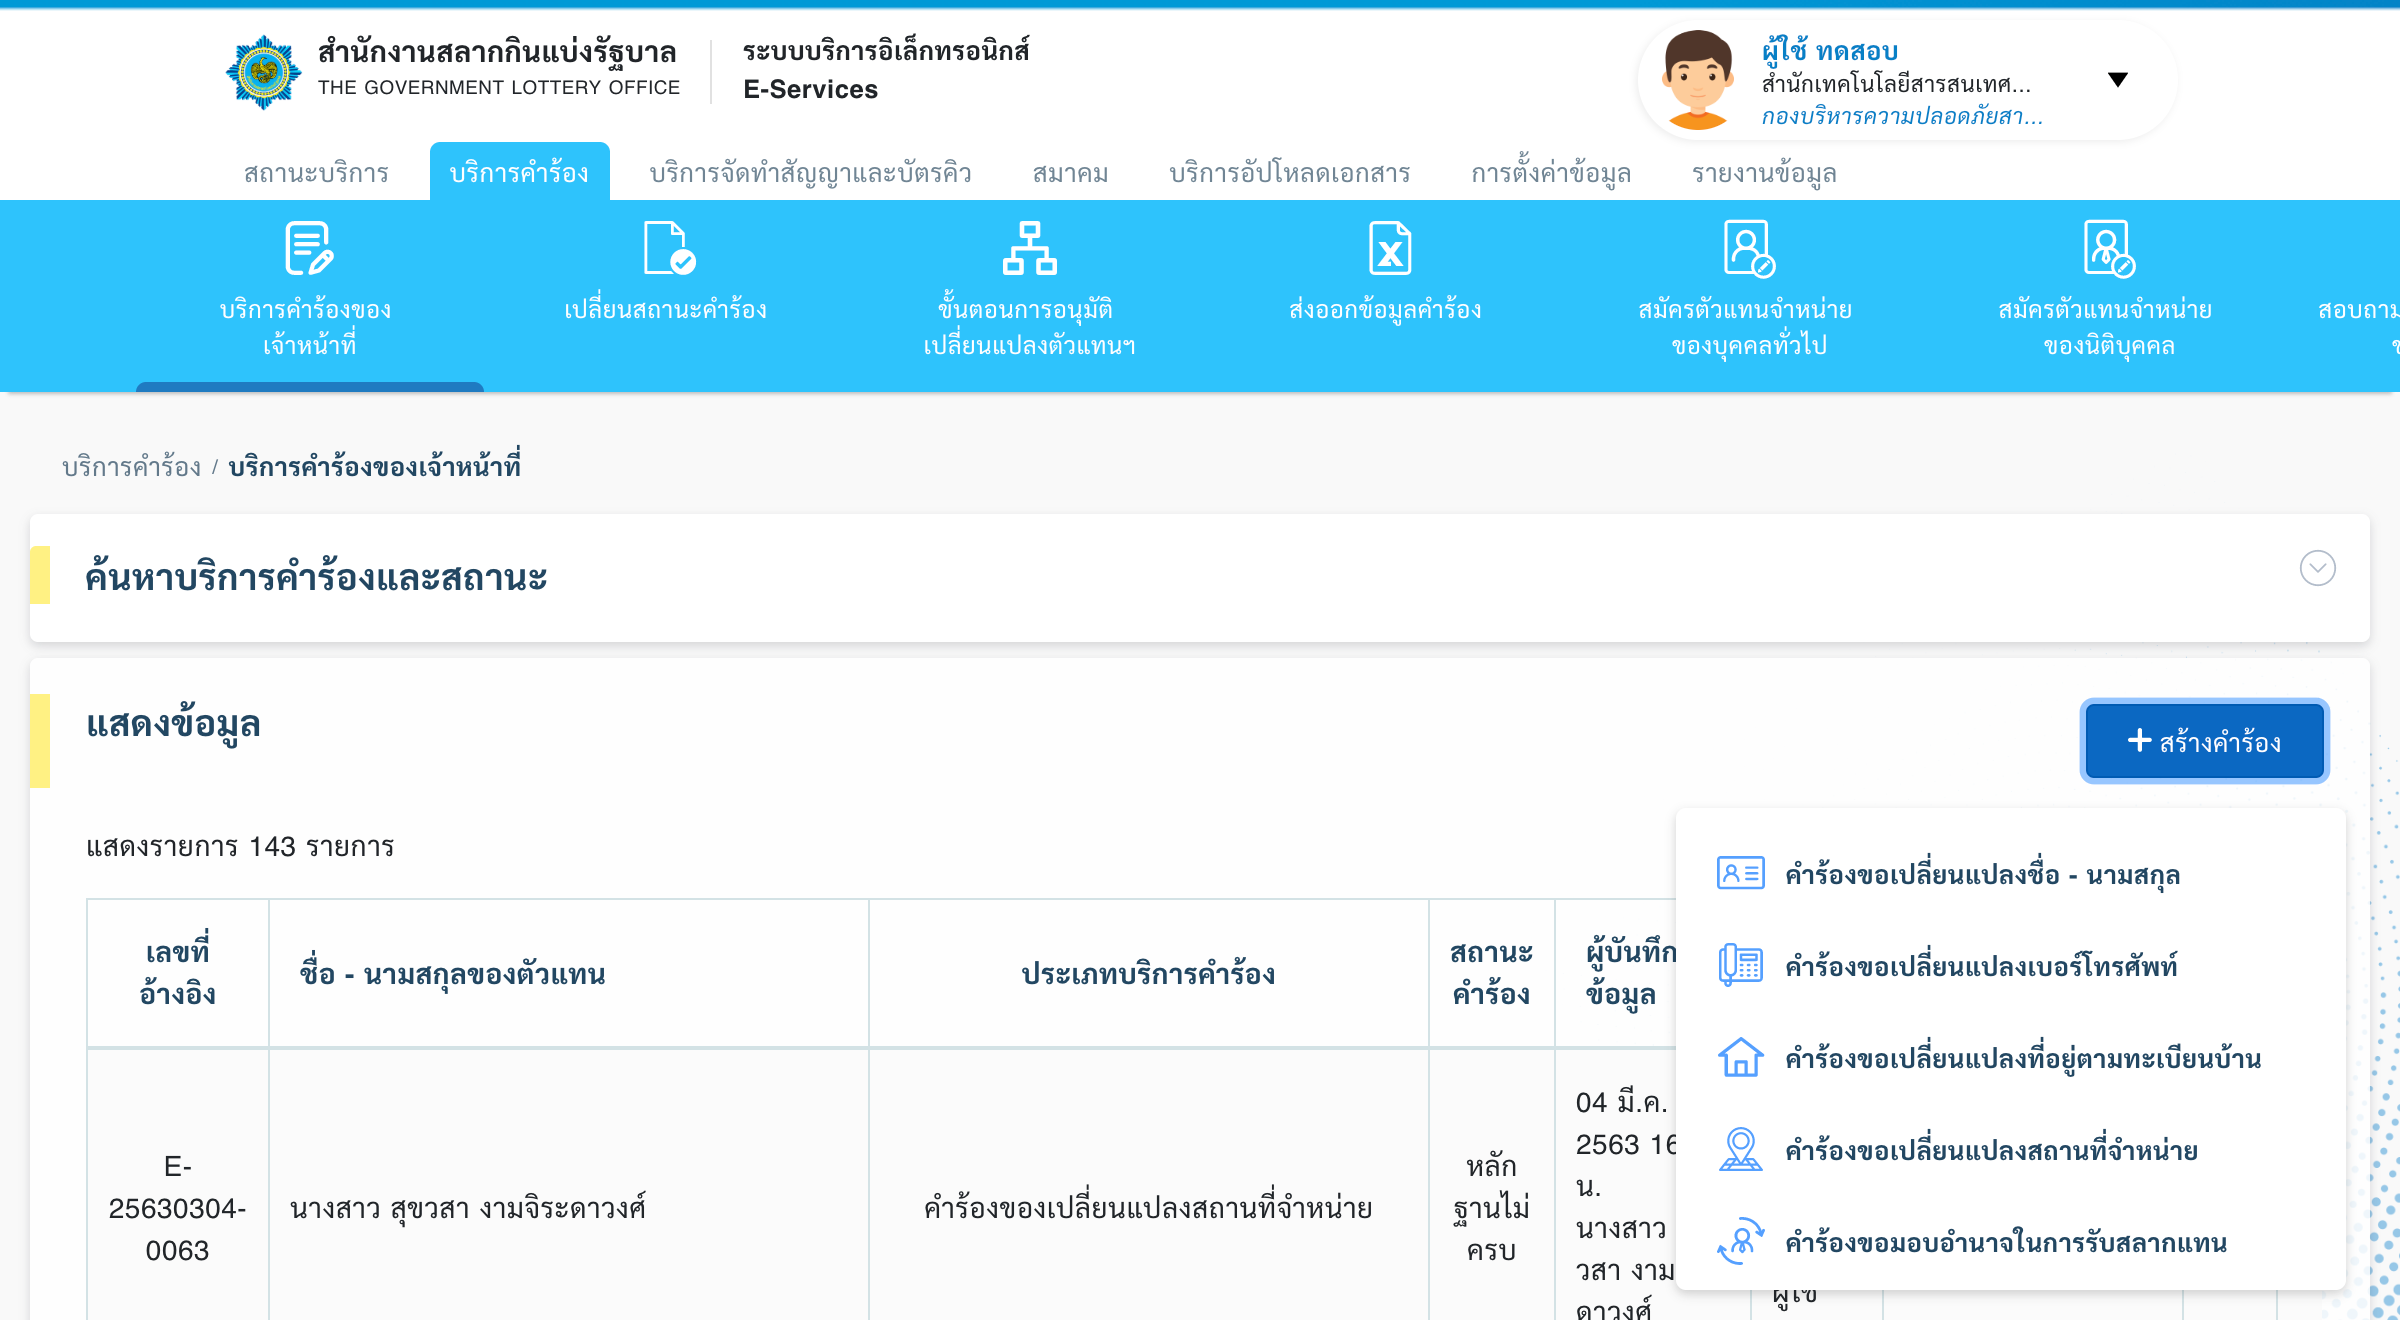 สำนักงานสลากกินแบ่งรัฐบาล
THE GOVERNMENT LOTTERY OFFICE
ระบบบริการอิเล็กทรอนิกส์
E-Services
ผู้ใช้ ทดสอบ
สำนักเทคโนโลยีสารสนเทศ...
กองบริหารความปลอดภัยสา...
สถานะบริการ
บริการคำร้อง
บริการจัดทำสัญญาและบัตรคิว
สมาคม
บริการอัปโหลดเอกสาร
การตั้งค่าข้อมูล
รายงานข้อมูล
บริการคำร้องของ
เจ้าหน้าที่
เปลี่ยนสถานะคำร้อง
ขั้นตอนการอนุมัติ
เปลี่ยนแปลงตัวแทนฯ
ส่งออกข้อมูลคำร้อง
สมัครตัวแทนจำหน่าย
ของบุคคลทั่วไป
สมัครตัวแทนจำหน่าย
ของนิติบุคคล
สอบถาม
บริการคำร้อง / บริการคำร้องของเจ้าหน้าที่
ค้นหาบริการคำร้องและสถานะ
แสดงข้อมูล
+ สร้างคำร้อง
แสดงรายการ 143 รายการ
คำร้องขอเปลี่ยนแปลงชื่อ - นามสกุล
คำร้องขอเปลี่ยนแปลงเบอร์โทรศัพท์
คำร้องขอเปลี่ยนแปลงที่อยู่ตามทะเบียนบ้าน
คำร้องขอเปลี่ยนแปลงสถานที่จำหน่าย
คำร้องขอมอบอำนาจในการรับสลากแทน
เลขที่
อ้างอิง
ชื่อ - นามสกุลของตัวแทน
ประเภทบริการคำร้อง
สถานะ
คำร้อง
ผู้บันทึก
ข้อมูล
E-
25630304-
0063
นางสาว สุขวสา งามจิระดาวงศ์
คำร้องของเปลี่ยนแปลงสถานที่จำหน่าย
หลัก
ฐานไม่
ครบ
04 มี.ค.
2563 16
น.
นางสาว
วสา งาม
ดาวงศ์
ผู้ใช้